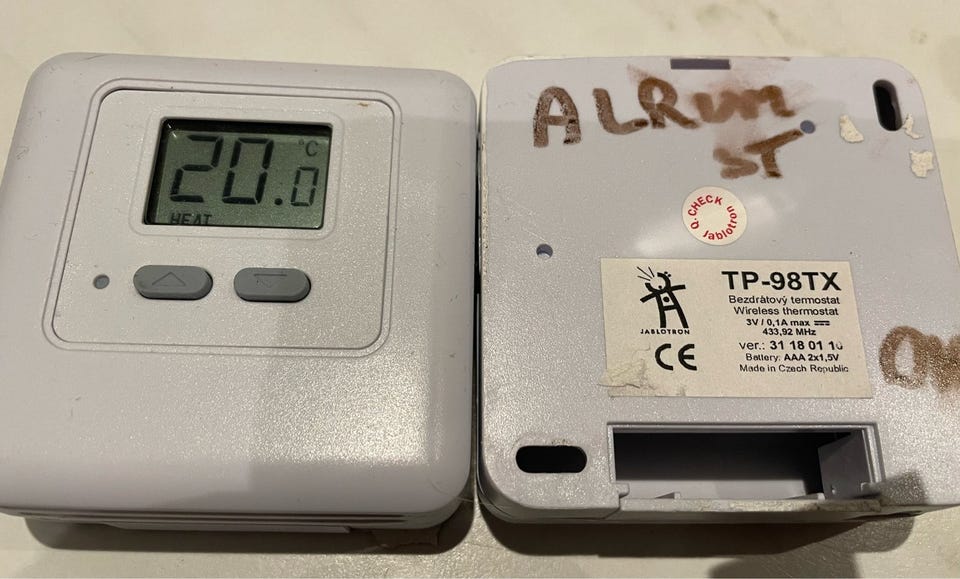 20.0 °C
HEAT
ALRUM
ST
Q-CHECK
Jablotron
JABLOTRON
TP-98TX
Bezdrátový termostat
Wireless thermostat
3V / 0,1A max
433,92 MHz
ver.: 31 18 01 10
Battery: AAA 2x1,5V
Made in Czech Republic
CE